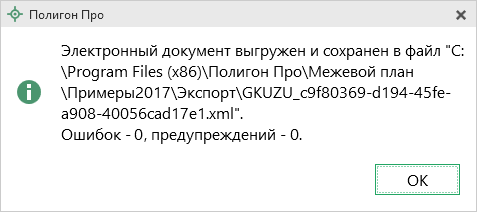 Полигон Про
Электронный документ выгружен и сохранен в файл "C:
\Program Files (x86)\Полигон Про\Межевой план
\Примеры2017\Экспорт\GKUZU_c9f80369-d194-45fe-
a908-40056cad17e1.xml".
Ошибок - 0, предупреждений - 0.
ОК